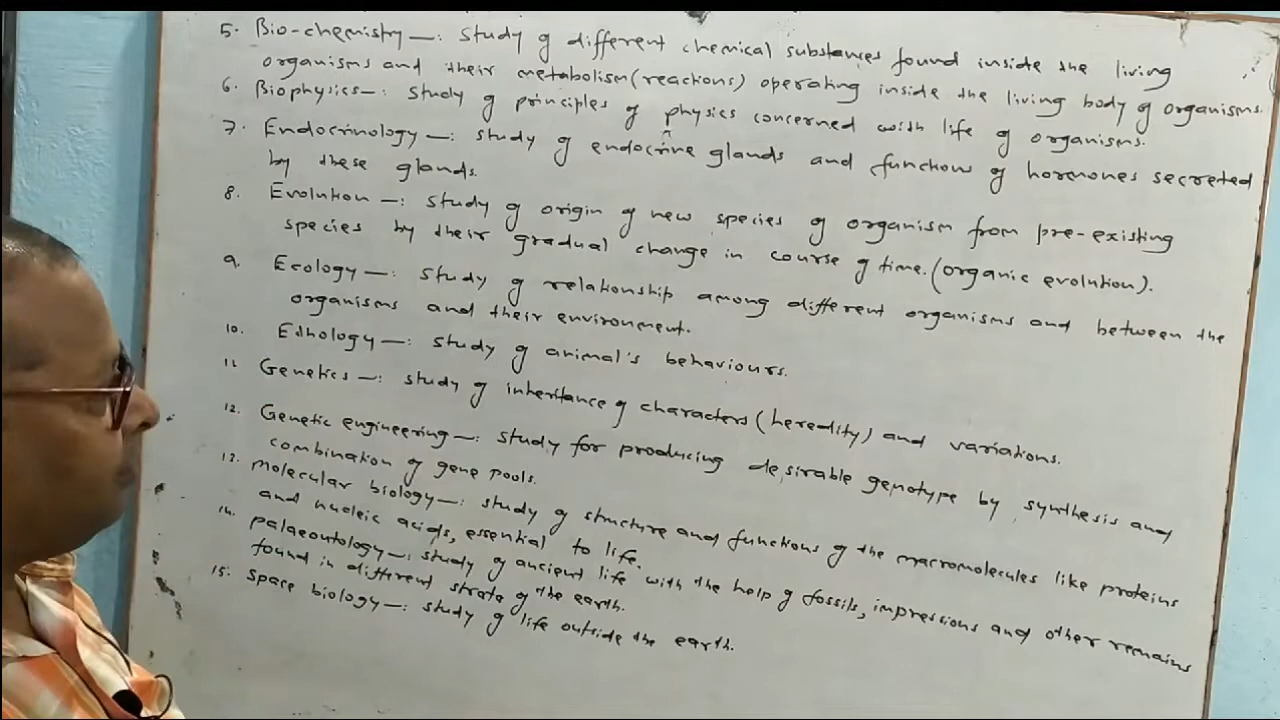 5. Bio-chemistry —: study of different chemical substances found inside the living
organisms and their metabolism (reactions) operating inside the living body of organisms.
6. Biophysics —: study of principles of physics concerned with life of organisms.
7. Endocrinology —: study of endocrine glands and functions of hormones secreted
by these glands.
8. Evolution —: study of origin of new species of organism from pre-existing
species by their gradual change in course of time. (organic evolution).
9. Ecology —: study of relationship among different organisms and between the
organisms and their environment.
10. Ethology —: study of animal's behaviours.
11. Genetics —: study of inheritance of characters (heredity) and variations.
12. Genetic engineering —: study for producing desirable genotype by synthesis and
combination of gene pools.
13. Molecular biology —: study of structure and functions of the macromolecules like proteins
and nucleic acids, essential to life.
14. palaeontology —: study of ancient life with the help of fossils, impressions and other remains
found in different strata of the earth.
15. space biology —: study of life outside the earth.